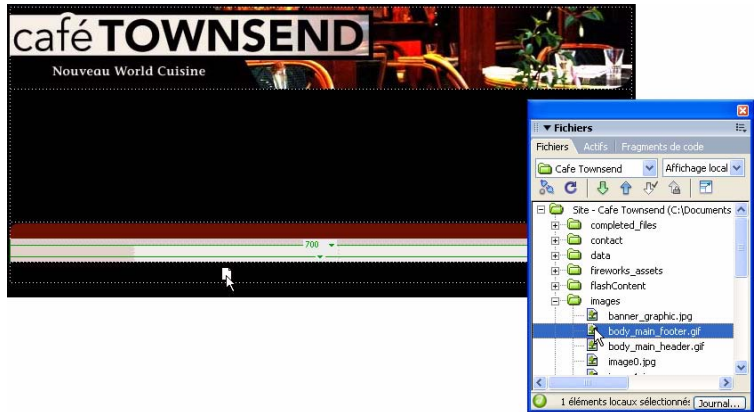 café TOWNSEND
Nouveau World Cuisine
700
Fichiers
Fichiers Actifs Fragments de code
Cafe Townsend Affichage local
Site - Cafe Townsend (C:\Documents
completed_files
contact
data
fireworks_assets
flashContent
images
banner_graphic.jpg
body_main_footer.gif
body_main_header.gif
image0.jpg
1 éléments locaux sélectionnés Journal...